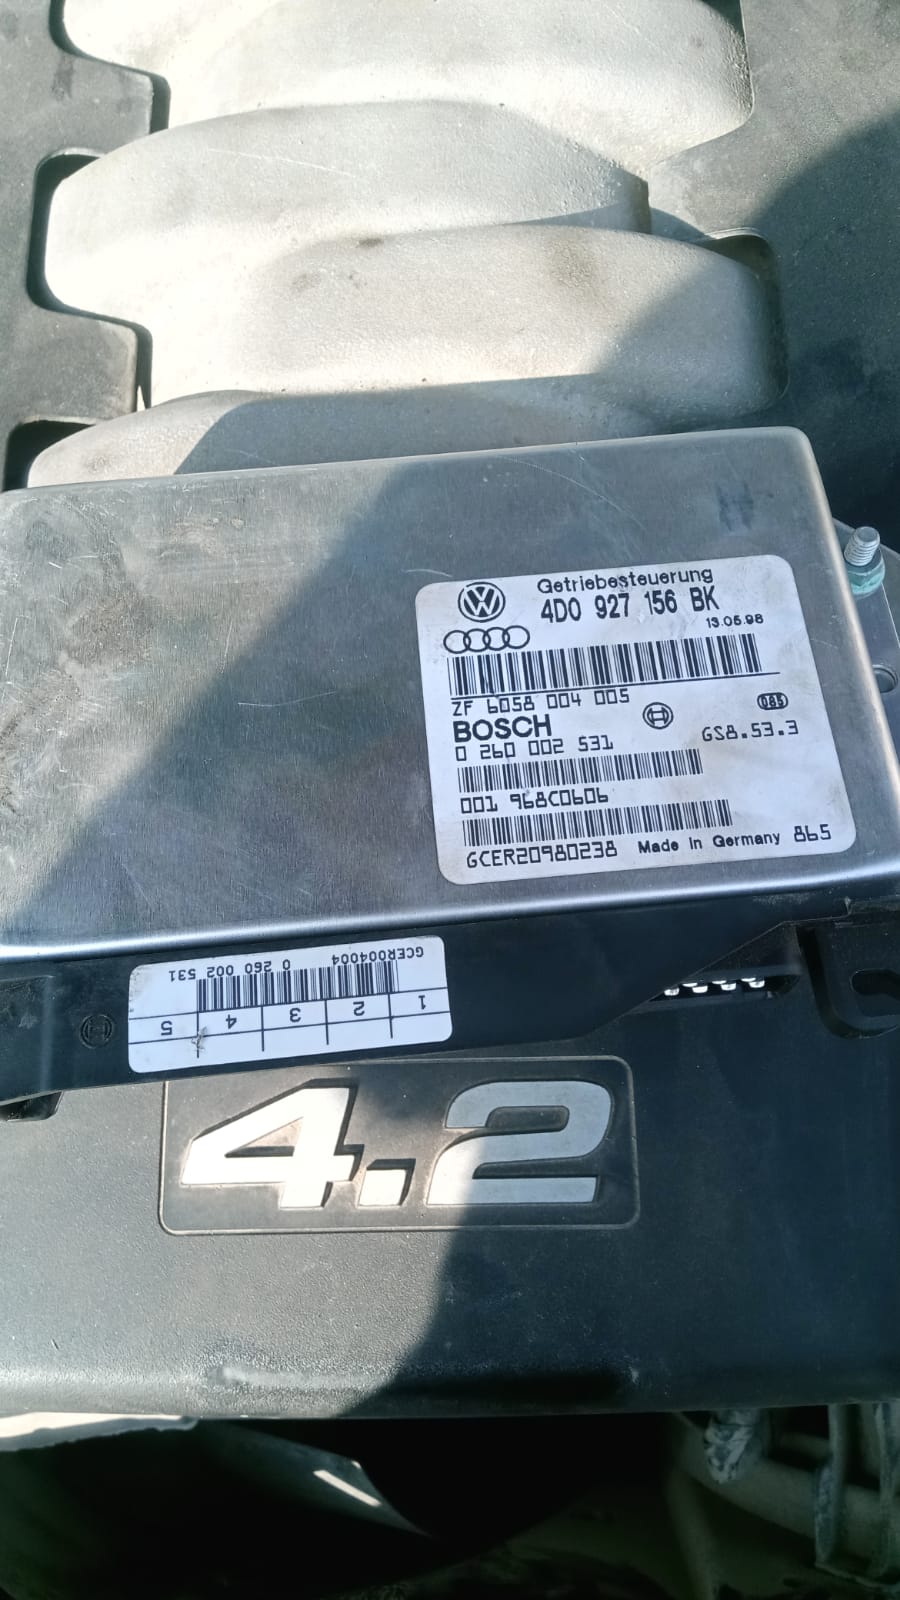 Getriebesteuerung
4D0 927 156 BK
13.05.98
ZF 6058 004 005
085
BOSCH
0 260 002 531
GS8.53.3
001 968C0606
GCER20980238 Made in Germany 865
GCER004004 0 260 002 531
1 2 3 4 5
4.2